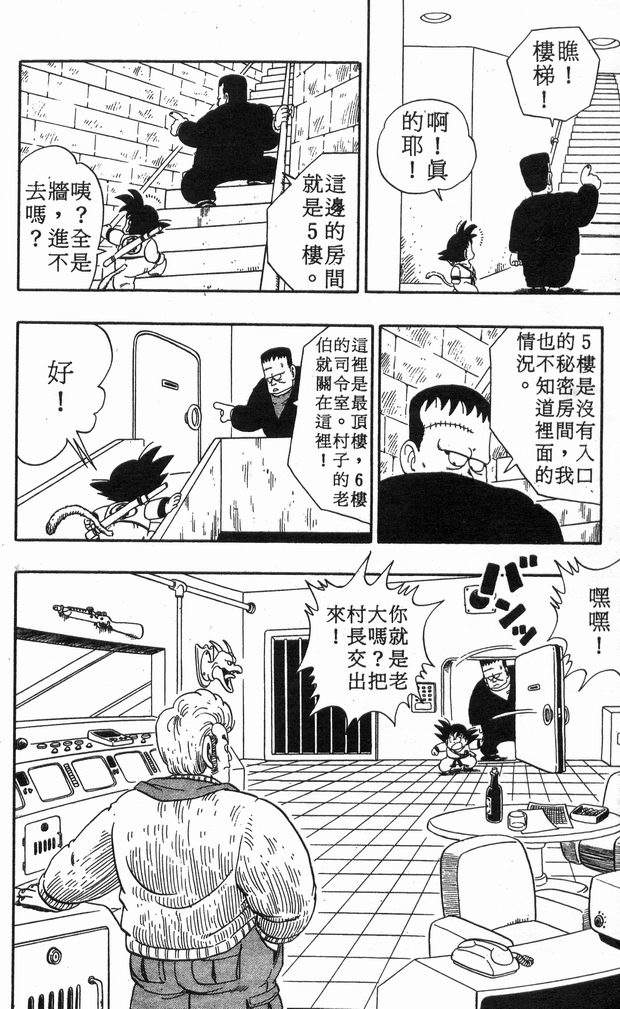 瞧！
樓梯！
啊！眞
的耶！
這邊的房間
就是5樓。
咦？全是
牆，進不
去嗎？
5樓是沒有入口
的秘密房間，我
也不知道裡面的
情況。
這裡是最頂樓，6樓
的司令室。村子的老
伯就關在這裡！
好！
嘿嘿！
バンッ
你就是老
大嗎？把
村長交出
來！